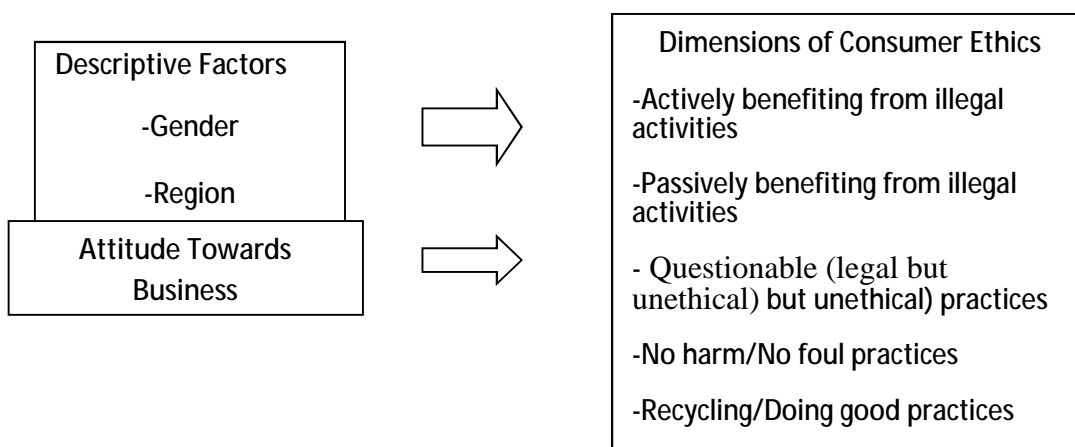 Descriptive Factors
-Gender
-Region
Attitude Towards
Business
Dimensions of Consumer Ethics
-Actively benefiting from illegal
activities
-Passively benefiting from illegal
activities
- Questionable (legal but
unethical) but unethical) practices
-No harm/No foul practices
-Recycling/Doing good practices